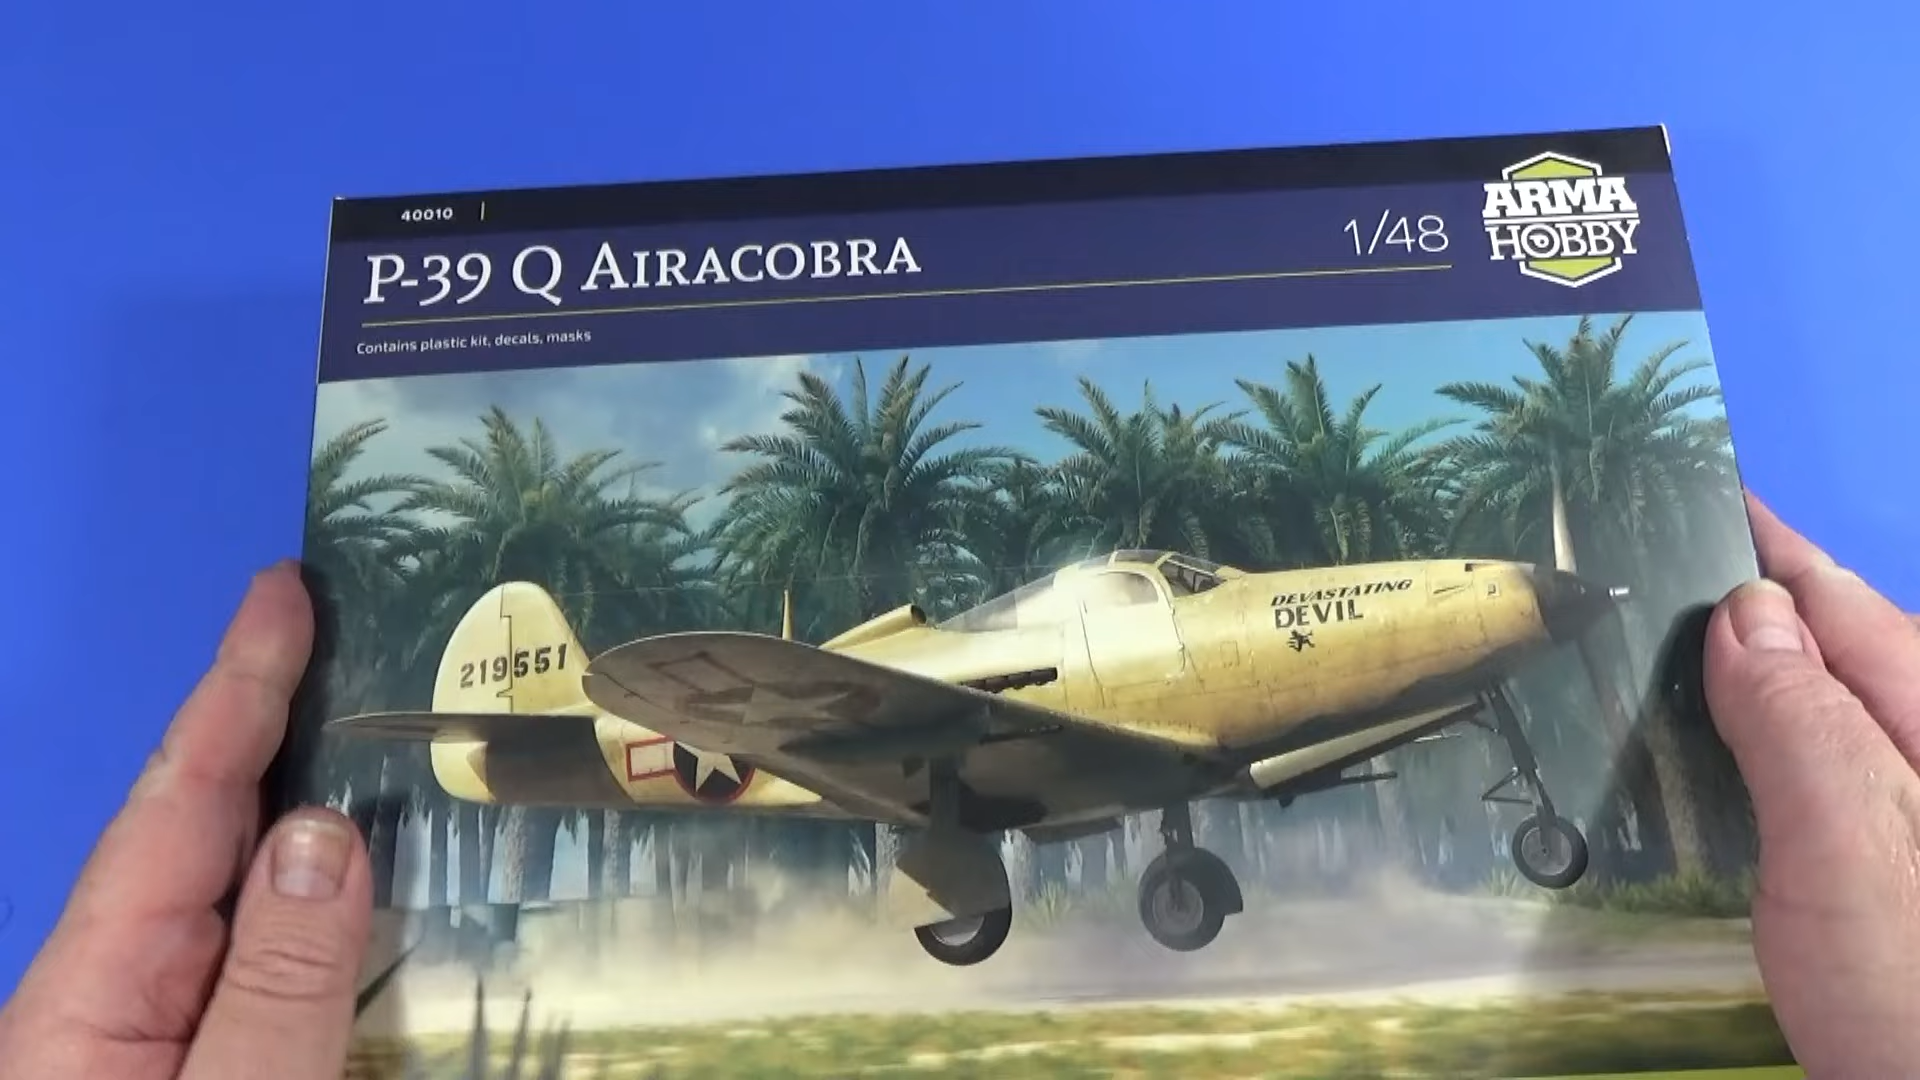 40010
P-39 Q AIRACOBRA
1/48
ARMA
HOBBY
Contains plastic kit, decals, masks
DEVASTATING
DEVIL
219551